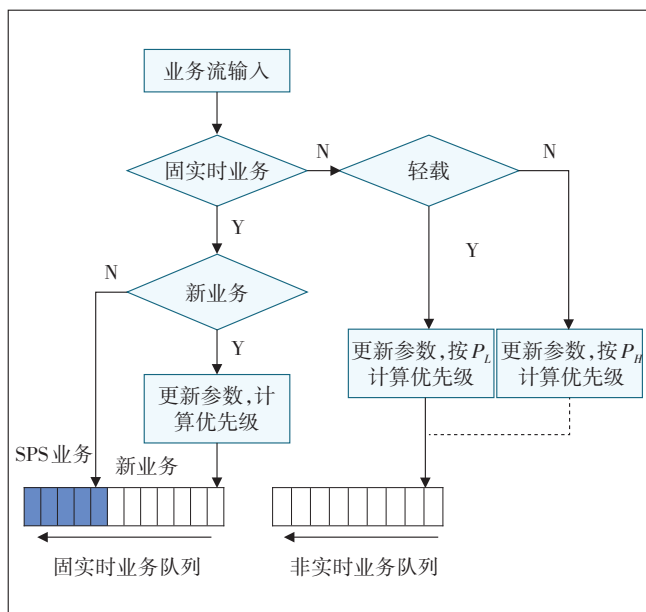 业务流输入
固实时业务
N
轻载
N
Y
Y
N
新业务
Y
更新参数,按P_L
计算优先级
更新参数,按P_H
计算优先级
更新参数,计
算优先级
SPS业务
新业务
固实时业务队列
非实时业务队列